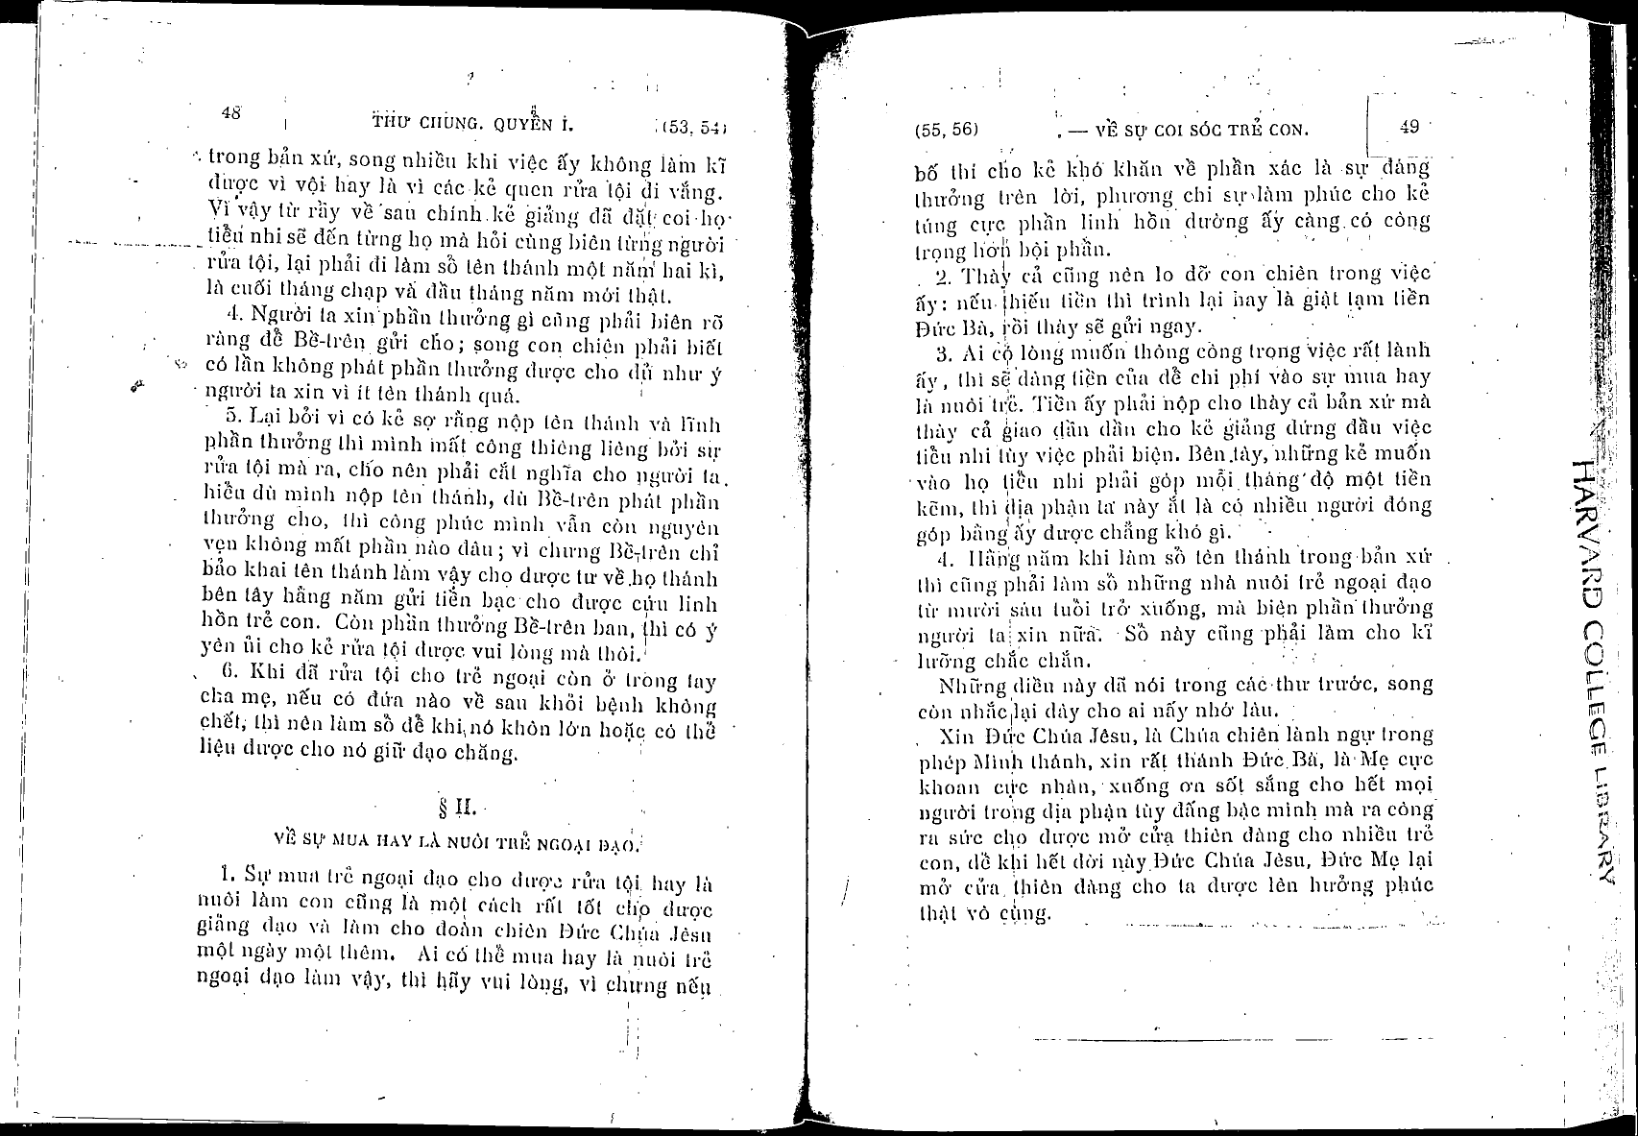 48
THƯ CHUNG. QUYỂN I.
(53, 54)
trong bản xứ, song nhiều khi việc ấy không làm kĩ
được vì vội hay là vì các kẻ quen rửa tội đi vắng.
Vì vậy từ rày về sau chính kẻ giảng đã đặt coi họ
tiểu nhi sẽ đến từng họ mà hỏi cùng biên từng người
rửa tội, lại phải đi làm sổ tên thánh một năm hai kì,
là cuối tháng chạp và đầu tháng năm mới thật.
4. Người ta xin phần thưởng gì cũng phải biên rõ
ràng để Bề-trên gửi cho; song con chiên phải biết
có lần không phát phần thưởng được cho đủ như ý
người ta xin vì ít tên thánh quá.
5. Lại bởi vì có kẻ sợ rằng nộp tên thánh và lĩnh
phần thưởng thì mình mất công thiêng liêng bởi sự
rửa tội mà ra, cho nên phải cắt nghĩa cho người ta
hiểu dù mình nộp tên thánh, dù Bề-trên phát phần
thưởng cho, thì công phúc mình vẫn còn nguyên
vẹn không mất phần nào đâu; vì chưng Bề-trên chỉ
bảo khai tên thánh làm vậy cho được tư về họ thánh
bên tây hằng năm gửi tiền bạc cho được cứu linh
hồn trẻ con. Còn phần thưởng Bề-trên ban, thì có ý
yên ủi cho kẻ rửa tội được vui lòng mà thôi.
6. Khi đã rửa tội cho trẻ ngoại còn ở trong tay
cha mẹ, nếu có đứa nào về sau khỏi bệnh không
chết, thì nên làm sổ để khi nó khôn lớn hoặc có thể
liệu được cho nó giữ đạo chăng.
§ II.
VỀ SỰ MUA HAY LÀ NUÔI TRẺ NGOẠI ĐẠO.
1. Sự mua trẻ ngoại đạo cho được rửa tội hay là
nuôi làm con cũng là một cách rất tốt cho được
giảng đạo và làm cho đoàn chiên Đức Chúa Jêsu
một ngày một thêm. Ai có thể mua hay là nuôi trẻ
ngoại đạo làm vậy, thì hãy vui lòng, vì chưng nếu
(55, 56)
— VỀ SỰ COI SÓC TRẺ CON.
49
bố thí cho kẻ khó khăn về phần xác là sự đáng
thưởng trên lời, phương chi sự làm phúc cho kẻ
túng cực phần linh hồn dường ấy càng có công
trọng hơn bội phần.
2. Thày cả cũng nên lo đỡ con chiên trong việc
ấy: nếu thiếu tiền thì trình lại hay là giật tạm tiền
Đức Bà, rồi thày sẽ gửi ngay.
3. Ai có lòng muốn thông công trong việc rất lành
ấy, thì sẽ dâng tiền của để chi phí vào sự mua hay
là nuôi trẻ. Tiền ấy phải nộp cho thày cả bản xứ mà
thày cả giao dần dần cho kẻ giảng đứng đầu việc
tiểu nhi tùy việc phải biện. Bên tây, những kẻ muốn
vào họ tiểu nhi phải góp mỗi tháng độ một tiền
kẽm, thì địa phận ta này ắt là có nhiều người đóng
góp bằng ấy được chẳng khó gì.
4. Hằng năm khi làm sổ tên thánh trong bản xứ
thì cũng phải làm sổ những nhà nuôi trẻ ngoại đạo
từ mười sáu tuổi trở xuống, mà biện phần thưởng
người ta xin nữa. Sổ này cũng phải làm cho kĩ
lưỡng chắc chắn.
Những điều này đã nói trong các thư trước, song
còn nhắc lại đây cho ai nấy nhớ lâu.
Xin Đức Chúa Jêsu, là Chúa chiên lành ngự trong
phép Mình thánh, xin rất thánh Đức Bà, là Mẹ cực
khoan cực nhân, xuống ơn sốt sắng cho hết mọi
người trong địa phận tùy đấng bậc mình mà ra công
ra sức cho được mở cửa thiên đàng cho nhiều trẻ
con, để khi hết đời này Đức Chúa Jêsu, Đức Mẹ lại
mở cửa thiên đàng cho ta được lên hưởng phúc
thật vô cùng.
HARVARD COLLEGE LIBRARY